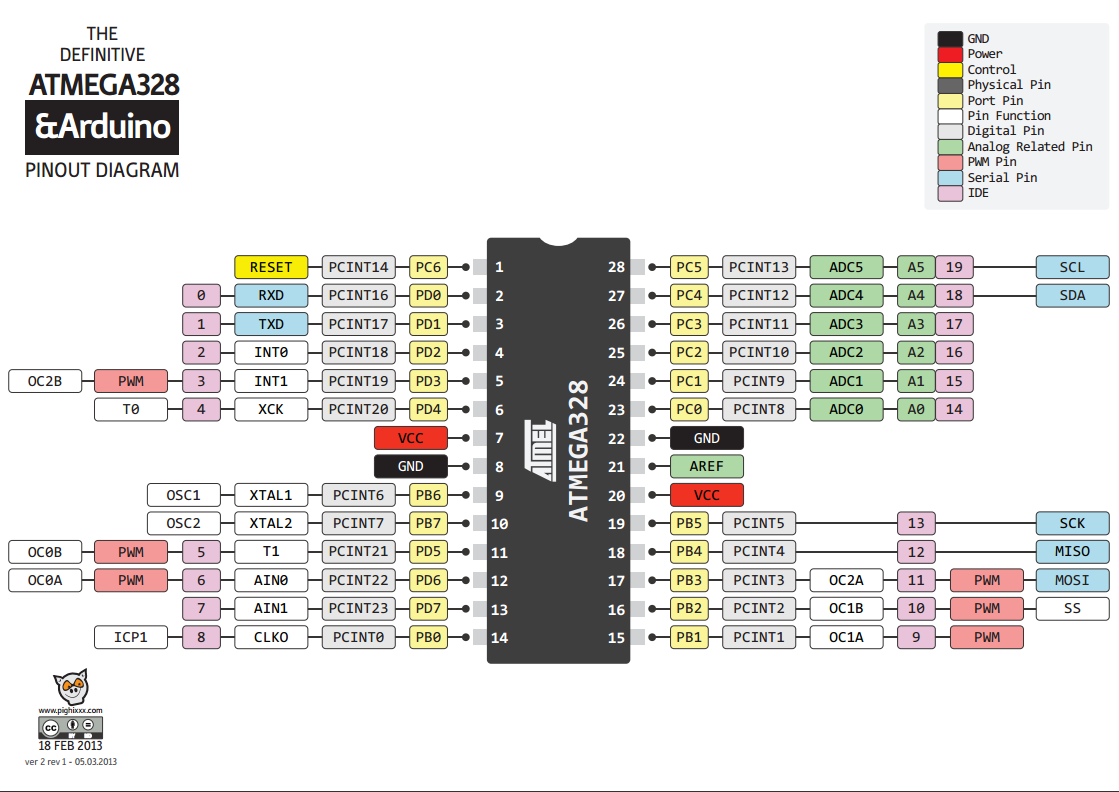 THE
DEFINITIVE
ATMEGA328
&Arduino
PINOUT DIAGRAM
GND
Power
Control
Physical Pin
Port Pin
Pin Function
Digital Pin
Analog Related Pin
PWM Pin
Serial Pin
IDE
RESET PCINT14 PC6 1 28 PC5 PCINT13 ADC5 A5 19 SCL
0 RXD PCINT16 PD0 2 27 PC4 PCINT12 ADC4 A4 18 SDA
1 TXD PCINT17 PD1 3 26 PC3 PCINT11 ADC3 A3 17
2 INT0 PCINT18 PD2 4 25 PC2 PCINT10 ADC2 A2 16
OC2B PWM 3 INT1 PCINT19 PD3 5 24 PC1 PCINT9 ADC1 A1 15
T0 4 XCK PCINT20 PD4 6 23 PC0 PCINT8 ADC0 A0 14
VCC 7 22 GND
GND 8 21 AREF
OSC1 XTAL1 PCINT6 PB6 9 20 VCC
OSC2 XTAL2 PCINT7 PB7 10 19 PB5 PCINT5 13 SCK
OC0B PWM 5 T1 PCINT21 PD5 11 18 PB4 PCINT4 12 MISO
OC0A PWM 6 AIN0 PCINT22 PD6 12 17 PB3 PCINT3 OC2A 11 PWM MOSI
7 AIN1 PCINT23 PD7 13 16 PB2 PCINT2 OC1B 10 PWM SS
ICP1 8 CLKO PCINT0 PB0 14 15 PB1 PCINT1 OC1A 9 PWM
ATMEL
ATMEGA328
www.pighixxx.com
cc
18 FEB 2013
ver 2 rev 1 - 05.03.2013